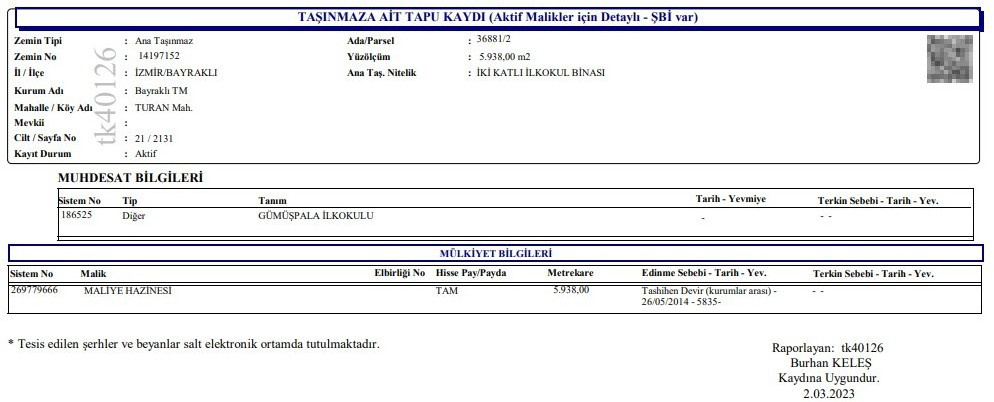 TAŞINMAZA AİT TAPU KAYDI (Aktif Malikler için Detaylı - ŞBİ var)
Zemin Tipi : Ana Taşınmaz Ada/Parsel : 36881/2
Zemin No : 14197152 Yüzölçüm : 5.938,00 m2
İl / İlçe : İZMİR/BAYRAKLI Ana Taş. Nitelik : İKİ KATLI İLKOKUL BİNASI
Kurum Adı : Bayraklı TM
Mahalle / Köy Adı : TURAN Mah.
Mevkii :
Cilt / Sayfa No : 21 / 2131
Kayıt Durum : Aktif
tk40126
MUHDESAT BİLGİLERİ
Sistem No Tip Tanım Tarih - Yevmiye Terkin Sebebi - Tarih - Yev.
186525 Diğer GÜMÜŞPALA İLKOKULU - - -
MÜLKİYET BİLGİLERİ
Sistem No Malik Elbirliği No Hisse Pay/Payda Metrekare Edinme Sebebi - Tarih - Yev. Terkin Sebebi - Tarih - Yev.
269779666 MALİYE HAZİNESİ TAM 5.938,00 Tashihen Devir (kurumlar arası) - - -
26/05/2014 - 5835-
* Tesis edilen şerhler ve beyanlar salt elektronik ortamda tutulmaktadır.
Raporlayan: tk40126
Burhan KELEŞ
Kaydına Uygundur.
2.03.2023